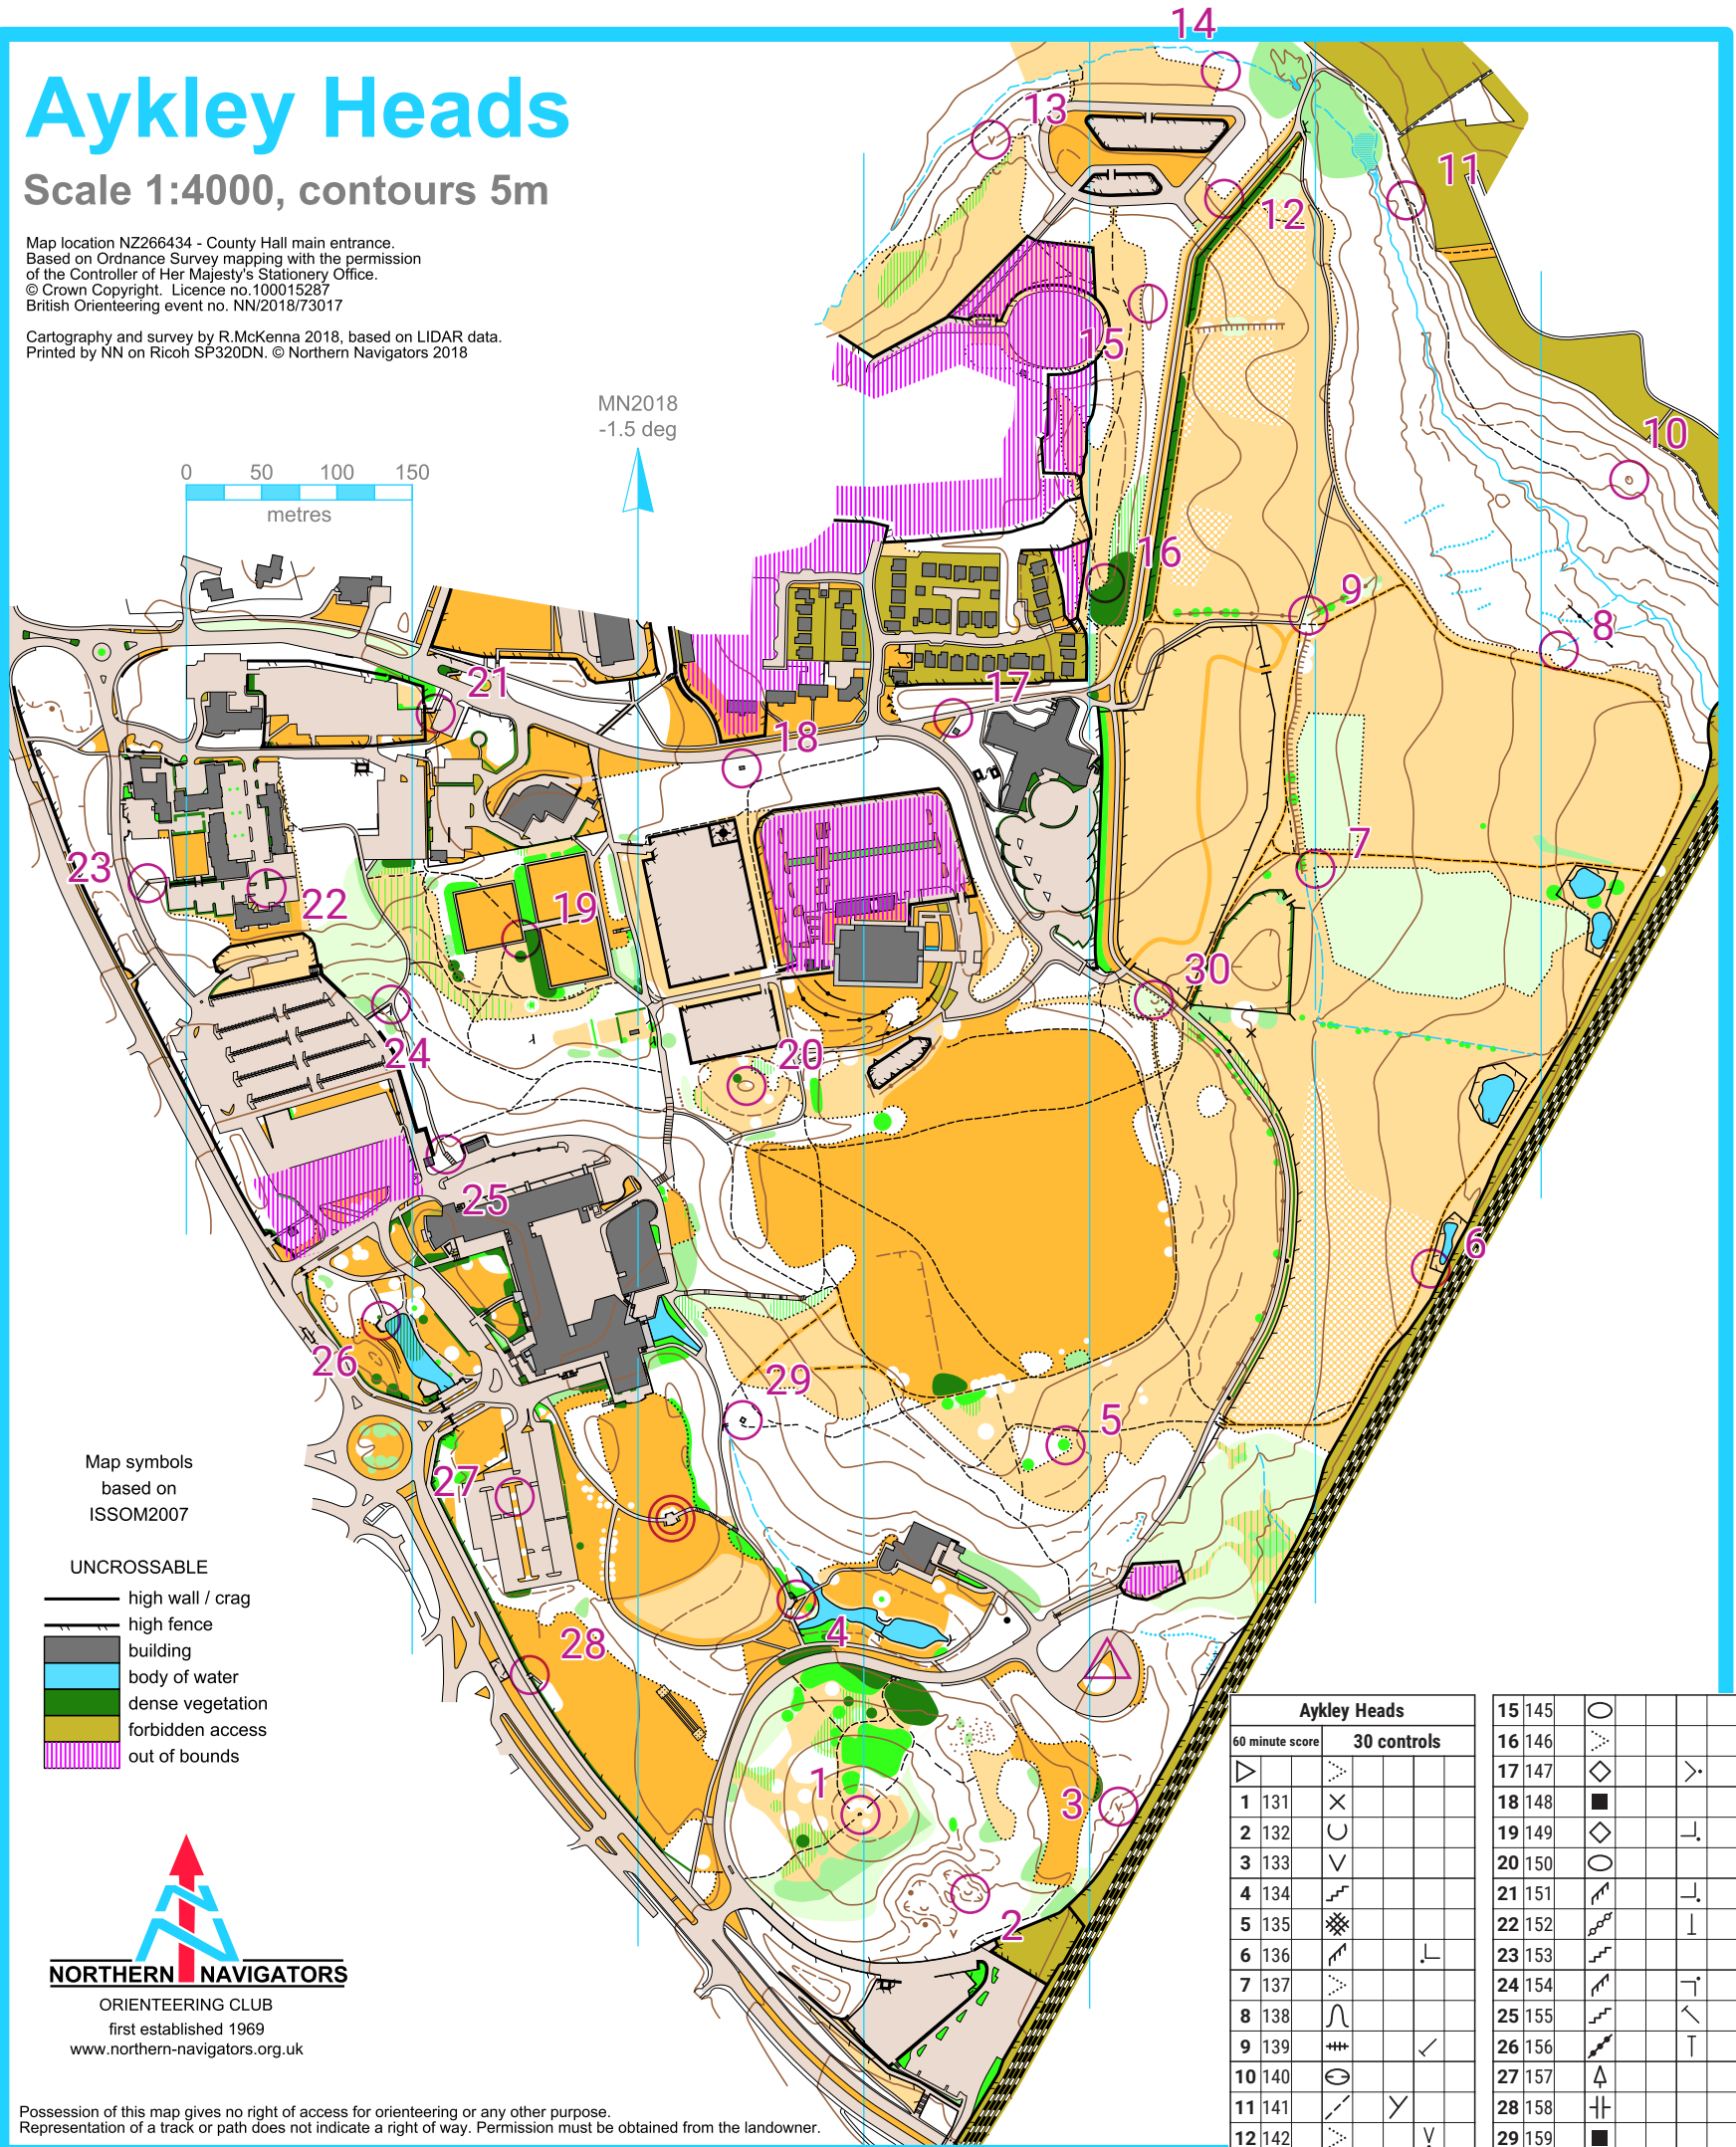 Aykley Heads
Scale 1:4000, contours 5m
Map location NZ266434 - County Hall main entrance.
Based on Ordnance Survey mapping with the permission
of the Controller of Her Majesty's Stationery Office.
© Crown Copyright. Licence no.100015287
British Orienteering event no. NN/2018/73017
Cartography and survey by R.McKenna 2018, based on LIDAR data.
Printed by NN on Ricoh SP320DN. © Northern Navigators 2018
MN2018
-1.5 deg
0 50 100 150
metres
14
13
11
12
15
10
16
9
8
17
21
18
7
23
22
19
30
24
20
25
6
26
29
5
27
4
28
1
3
2
Map symbols
based on
ISSOM2007
UNCROSSABLE
high wall / crag
high fence
building
body of water
dense vegetation
forbidden access
out of bounds
NORTHERN NAVIGATORS
ORIENTEERING CLUB
first established 1969
www.northern-navigators.org.uk
Possession of this map gives no right of access for orienteering or any other purpose.
Representation of a track or path does not indicate a right of way. Permission must be obtained from the landowner.
Aykley Heads
60 minute score 30 controls
1 131
2 132
3 133
4 134
5 135
6 136
7 137
8 138
9 139
10 140
11 141
12 142
15 145
16 146
17 147
18 148
19 149
20 150
21 151
22 152
23 153
24 154
25 155
26 156
27 157
28 158
29 159